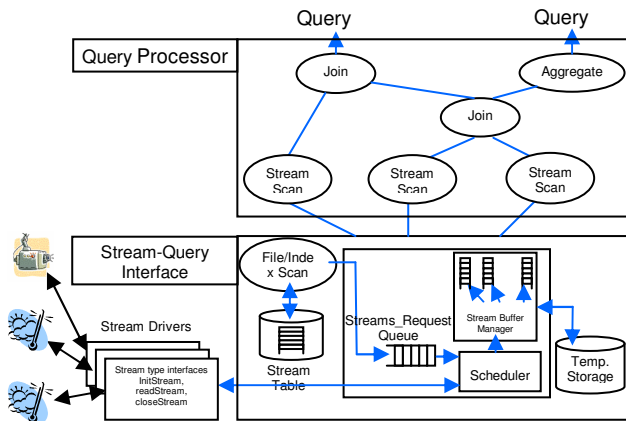 Query
Query
Query Processor
Join
Aggregate
Join
Stream
Scan
Stream
Scan
Stream
Scan
Stream-Query
Interface
File/Inde
x Scan
Stream Drivers
Streams_Request
Queue
Stream Buffer
Manager
Stream
Table
Scheduler
Temp.
Storage
Stream type interfaces
InitStream,
readStream,
closeStream